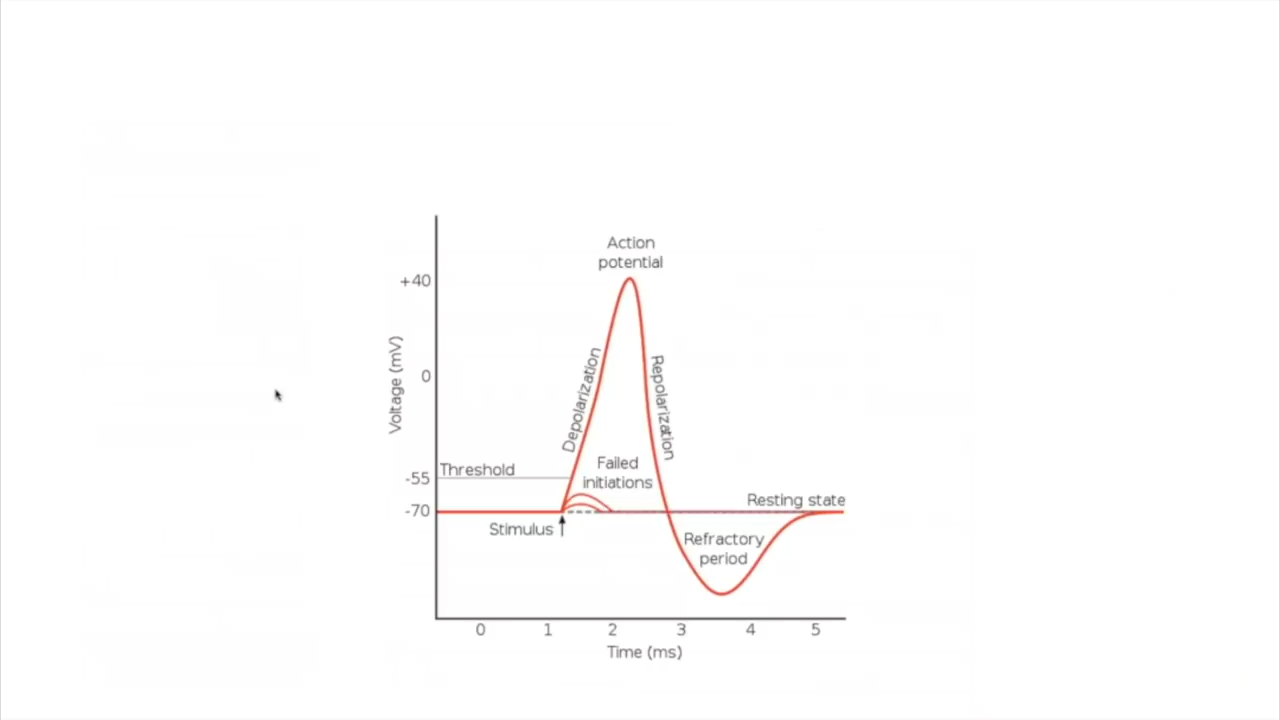 Action
potential
+40
Voltage (mV)
0
Depolarization
Repolarization
Failed
initiations
Threshold
-55
-70
Resting state
Stimulus
Refractory
period
0 1 2 3 4 5
Time (ms)